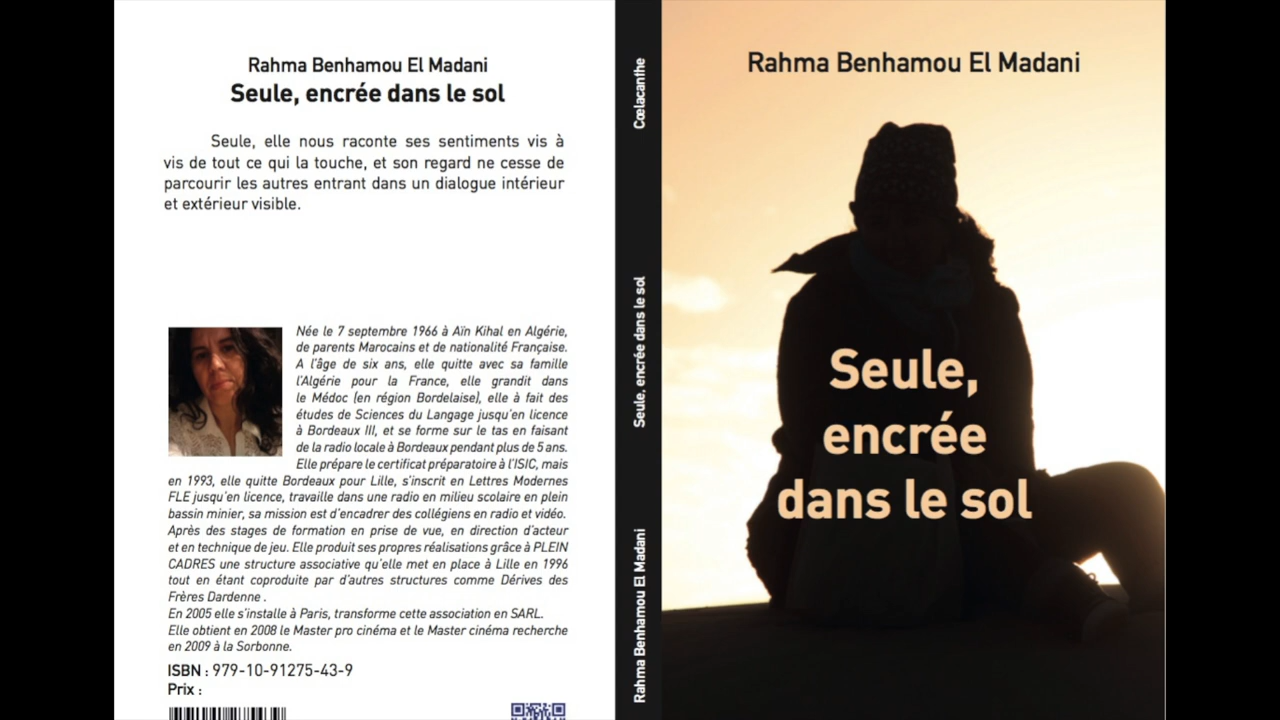 Rahma Benhamou El Madani
Seule, encrée dans le sol
Seule, elle nous raconte ses sentiments vis à
vis de tout ce qui la touche, et son regard ne cesse de
parcourir les autres entrant dans un dialogue intérieur
et extérieur visible.
Née le 7 septembre 1966 à Aïn Kihal en Algérie,
de parents Marocains et de nationalité Française.
A l'âge de six ans, elle quitte avec sa famille
l'Algérie pour la France, elle grandit dans
le Médoc (en région Bordelaise), elle à fait des
études de Sciences du Langage jusqu'en licence
à Bordeaux III, et se forme sur le tas en faisant
de la radio locale à Bordeaux pendant plus de 5 ans.
Elle prépare le certificat préparatoire à l'ISIC, mais
en 1993, elle quitte Bordeaux pour Lille, s'inscrit en Lettres Modernes
FLE jusqu'en licence, travaille dans une radio en milieu scolaire en plein
bassin minier, sa mission est d'encadrer des collégiens en radio et vidéo.
Après des stages de formation en prise de vue, en direction d'acteur
et en technique de jeu. Elle produit ses propres réalisations grâce à PLEIN
CADRES une structure associative qu'elle met en place à Lille en 1996
tout en étant coproduite par d'autres structures comme Dérives des
Frères Dardenne .
En 2005 elle s'installe à Paris, transforme cette association en SARL.
Elle obtient en 2008 le Master pro cinéma et le Master cinéma recherche
en 2009 à la Sorbonne.
ISBN : 979-10-91275-43-9
Prix :
Cœlacanthe
Seule, encrée dans le sol
Rahma Benhamou El Madani
Rahma Benhamou El Madani
Seule,
encrée
dans le sol